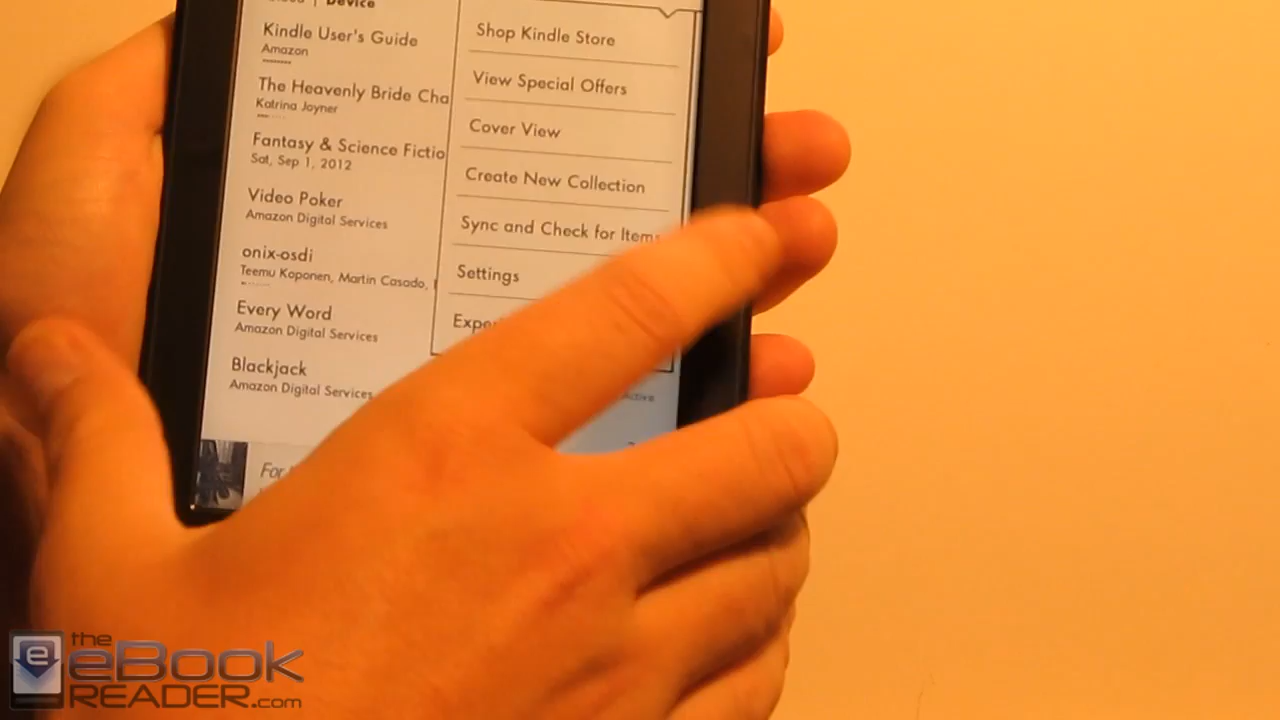 Device
Kindle User's Guide
Amazon
The Heavenly Bride Cha
Katrina Joyner
Fantasy & Science Fictio
Sat, Sep 1, 2012
Video Poker
Amazon Digital Services
onix-osdi
Teemu Koponen, Martin Casado,
Every Word
Amazon Digital Services
Blackjack
Amazon Digital Services
For
Shop Kindle Store
View Special Offers
Cover View
Create New Collection
Sync and Check for Items
Settings
Expe
Active
the
eBook
READER.com